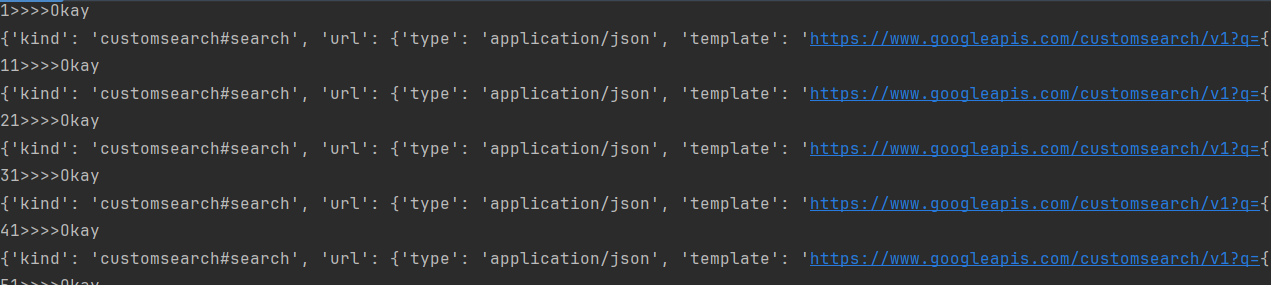 1>>>>Okay
{'kind': 'customsearch#search', 'url': {'type': 'application/json', 'template': 'https://www.googleapis.com/customsearch/v1?q={
11>>>>Okay
{'kind': 'customsearch#search', 'url': {'type': 'application/json', 'template': 'https://www.googleapis.com/customsearch/v1?q={
21>>>>Okay
{'kind': 'customsearch#search', 'url': {'type': 'application/json', 'template': 'https://www.googleapis.com/customsearch/v1?q={
31>>>>Okay
{'kind': 'customsearch#search', 'url': {'type': 'application/json', 'template': 'https://www.googleapis.com/customsearch/v1?q={
41>>>>Okay
{'kind': 'customsearch#search', 'url': {'type': 'application/json', 'template': 'https://www.googleapis.com/customsearch/v1?q={
51>>>>Okay